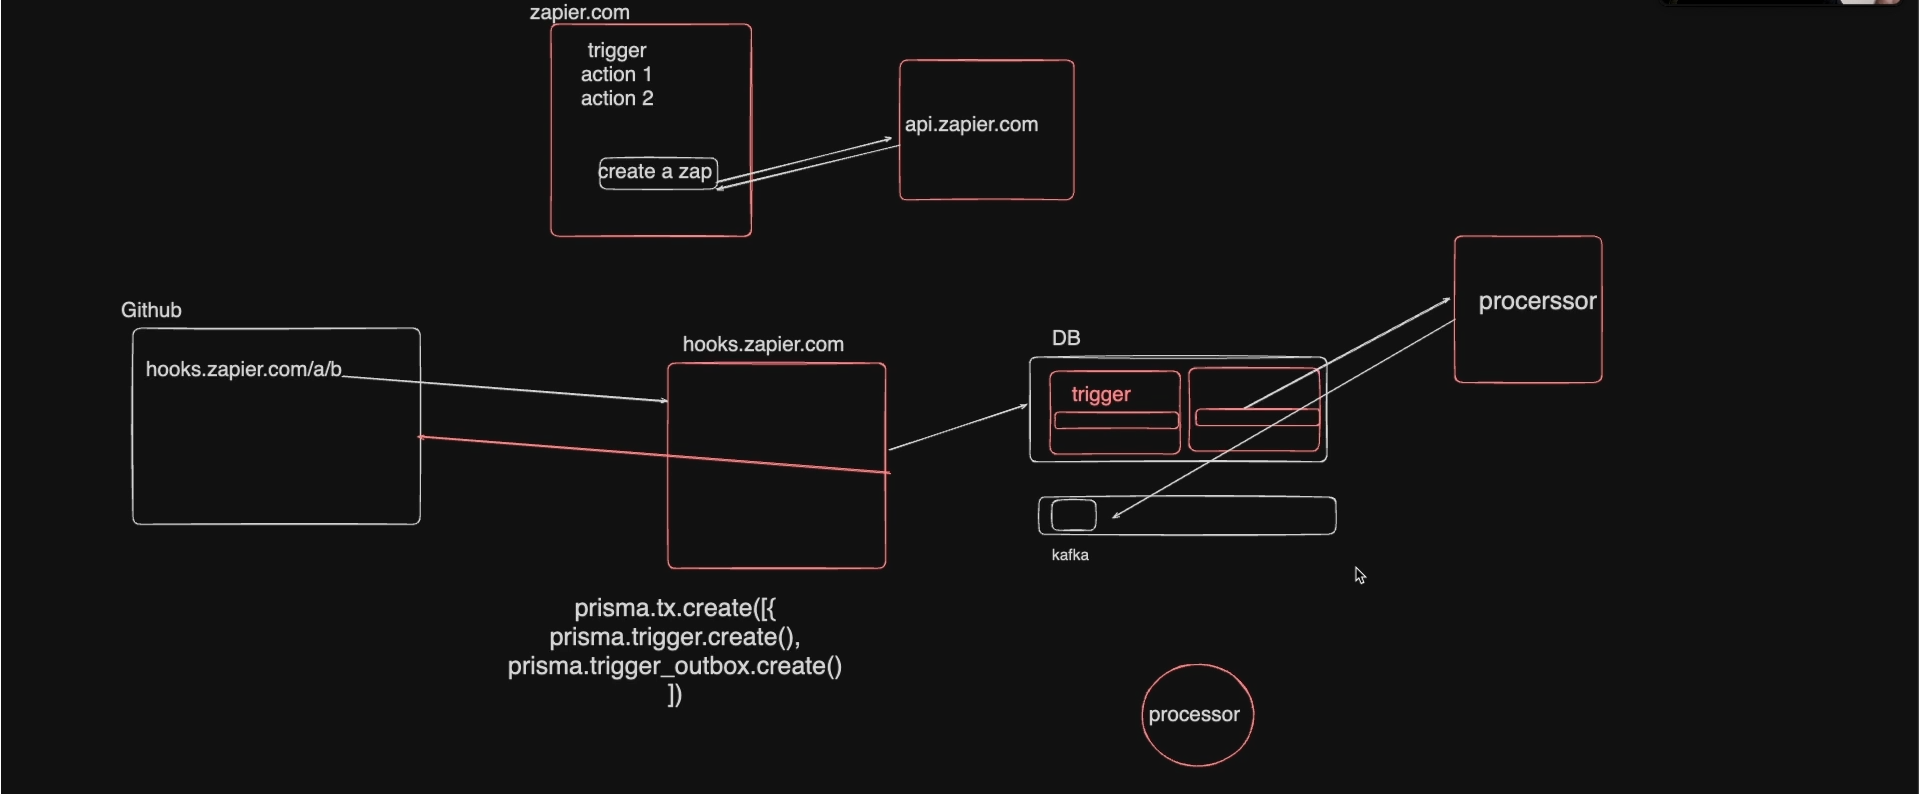 zapier.com
trigger
action 1
action 2
create a zap
api.zapier.com
Github
hooks.zapier.com/a/b
hooks.zapier.com
DB
trigger
procerssor
kafka
prisma.tx.create([{
prisma.trigger.create(),
prisma.trigger_outbox.create()
])
processor